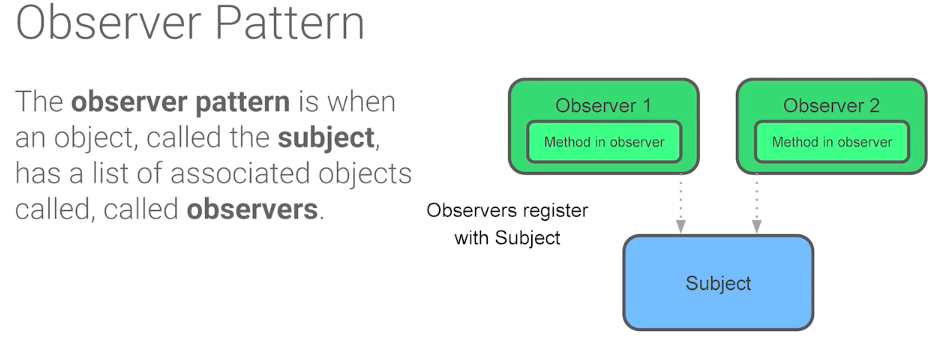 Observer Pattern
The observer pattern is when
an object, called the subject,
has a list of associated objects
called, called observers.
Observer 1
Method in observer
Observer 2
Method in observer
Observers register
with Subject
Subject